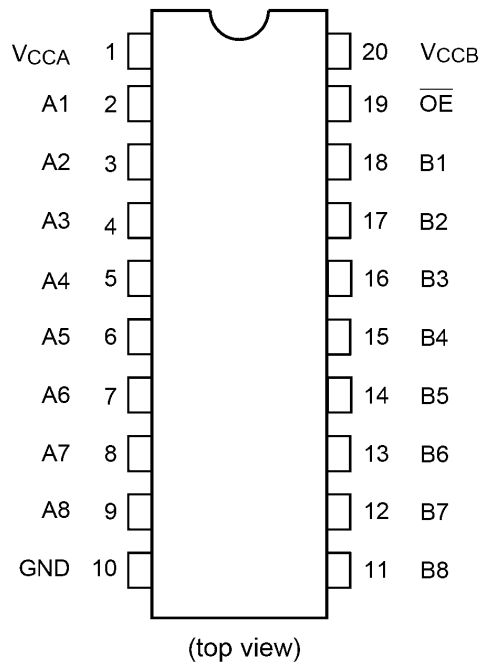 VCCA 1 20 VCCB
A1 2 19 O̅E̅
A2 3 18 B1
A3 4 17 B2
A4 5 16 B3
A5 6 15 B4
A6 7 14 B5
A7 8 13 B6
A8 9 12 B7
GND 10 11 B8
(top view)